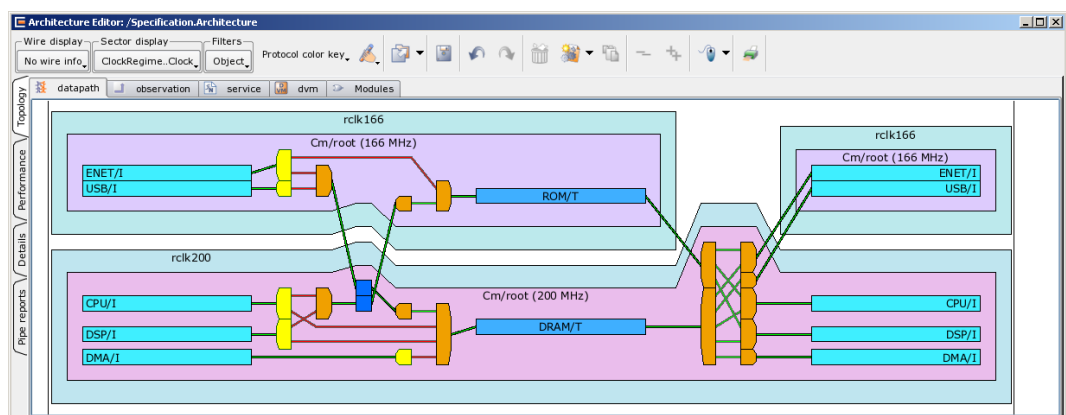 Architecture Editor: /Specification.Architecture
Wire display Sector display Filters
No wire info ClockRegime..Clock Object Protocol color key
datapath observation service dvm Modules
Topology
Performance
Details
Pipe reports
rclk166
Cm/root (166 MHz)
ENET/I
USB/I
ROM/T
rclk166
Cm/root (166 MHz)
ENET/I
USB/I
rclk200
Cm/root (200 MHz)
CPU/I
DSP/I
DMA/I
DRAM/T
CPU/I
DSP/I
DMA/I